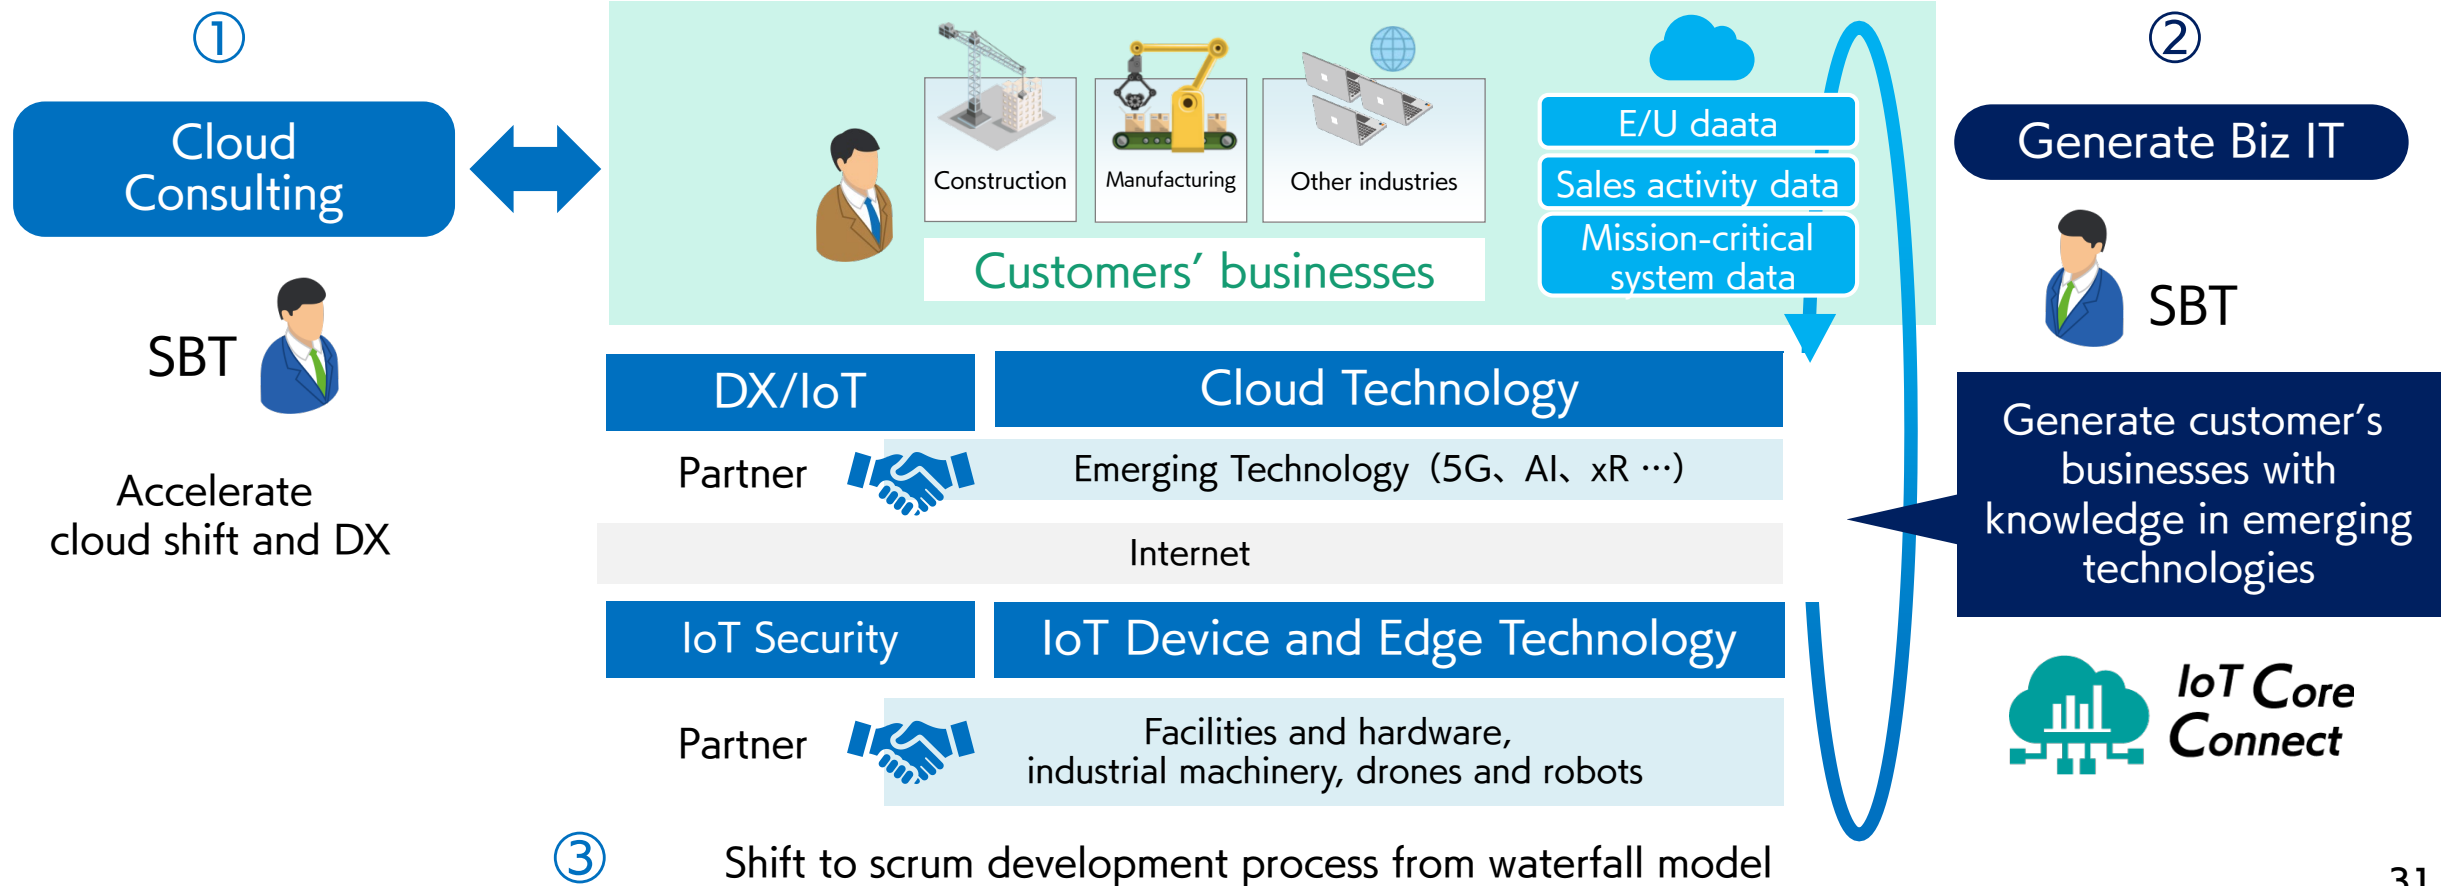 ①
Cloud
Consulting
SBT
Accelerate
cloud shift and DX
Construction
Manufacturing
Other industries
Customers’ businesses
E/U daata
Sales activity data
Mission-critical
system data
DX/IoT
Cloud Technology
Partner
Emerging Technology（5G、AI、xR …）
Internet
IoT Security
IoT Device and Edge Technology
Partner
Facilities and hardware,
industrial machinery, drones and robots
②
Generate Biz IT
SBT
Generate customer’s
businesses with
knowledge in emerging
technologies
IoT Core
Connect
③
Shift to scrum development process from waterfall model
31